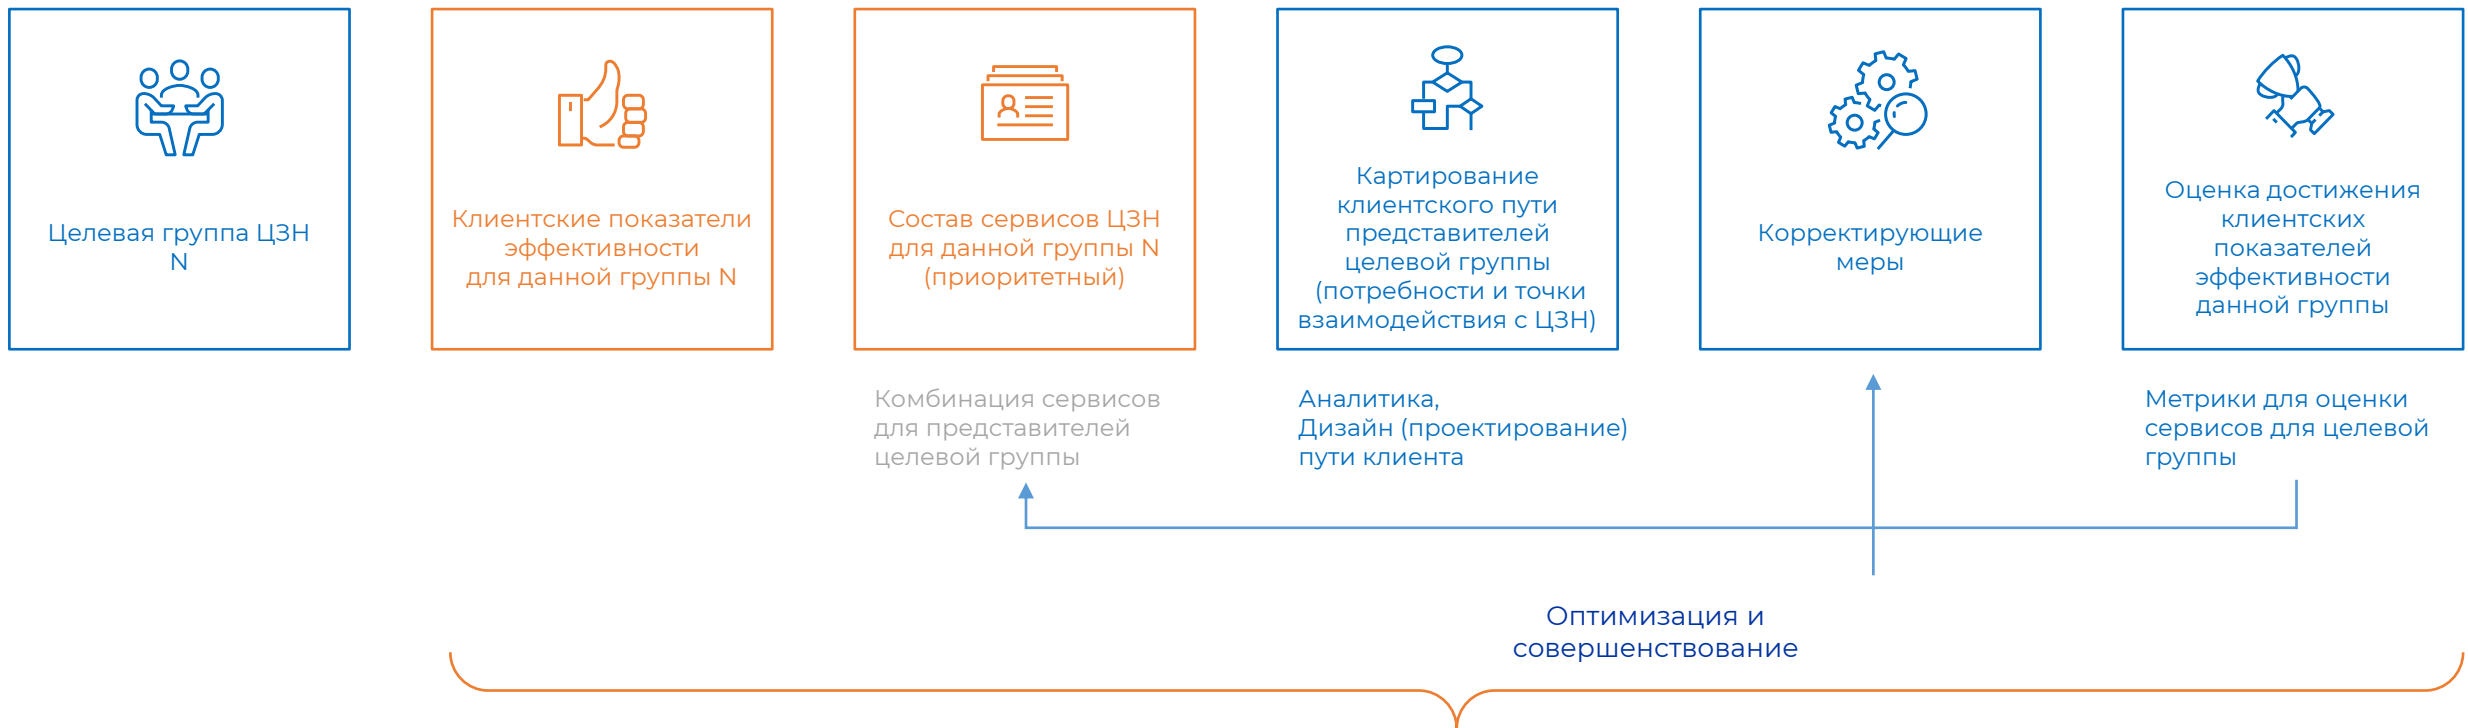 Целевая группа ЦЗН
N
Клиентские показатели
эффективности
для данной группы N
Состав сервисов ЦЗН
для данной группы N
(приоритетный)
Картирование
клиентского пути
представителей
целевой группы
(потребности и точки
взаимодействия с ЦЗН)
Корректирующие
меры
Оценка достижения
клиентских
показателей
эффективности
данной группы
Комбинация сервисов
для представителей
целевой группы
Аналитика,
Дизайн (проектирование)
пути клиента
Метрики для оценки
сервисов для целевой
группы
Оптимизация и
совершенствование